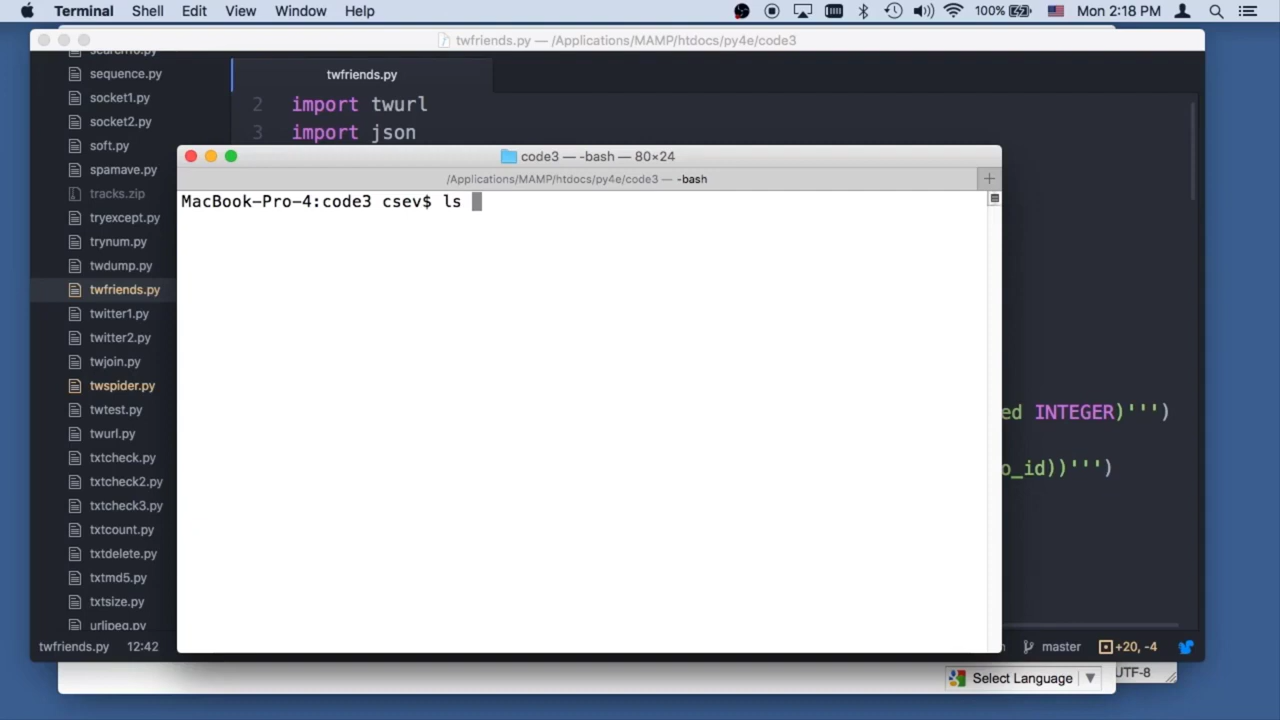 Terminal Shell Edit View Window Help 100% Mon 2:18 PM
twfriends.py — /Applications/MAMP/htdocs/py4e/code3
sequence.py
socket1.py
socket2.py
soft.py
spamave.py
tracks.zip
tryexcept.py
trynum.py
twdump.py
twfriends.py
twitter1.py
twitter2.py
twjoin.py
twspider.py
twtest.py
twurl.py
txtcheck.py
txtcheck2.py
txtcheck3.py
txtcount.py
txtdelete.py
txtmd5.py
txtsize.py
urljpeg.py
twfriends.py
2 import twurl
3 import json
code3 — -bash — 80×24
/Applications/MAMP/htdocs/py4e/code3 — -bash
MacBook-Pro-4:code3 csev$ ls
ed INTEGER)''')
o_id))''')
twfriends.py 12:42
master +20, -4
Select Language ▼
UTF-8